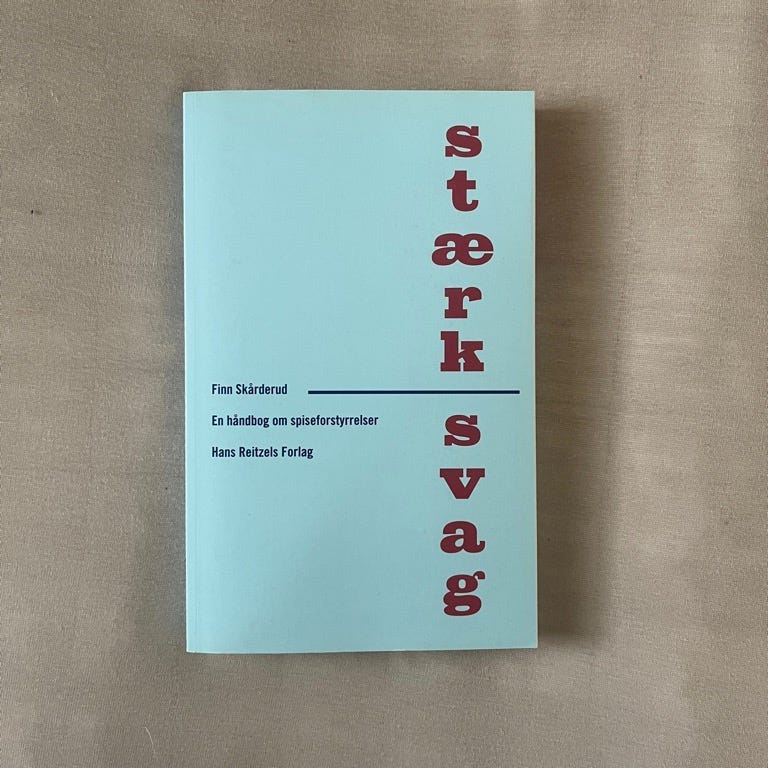 stærk
Finn Skårderud
En håndbog om spiseforstyrrelser
Hans Reitzels Forlag
svag